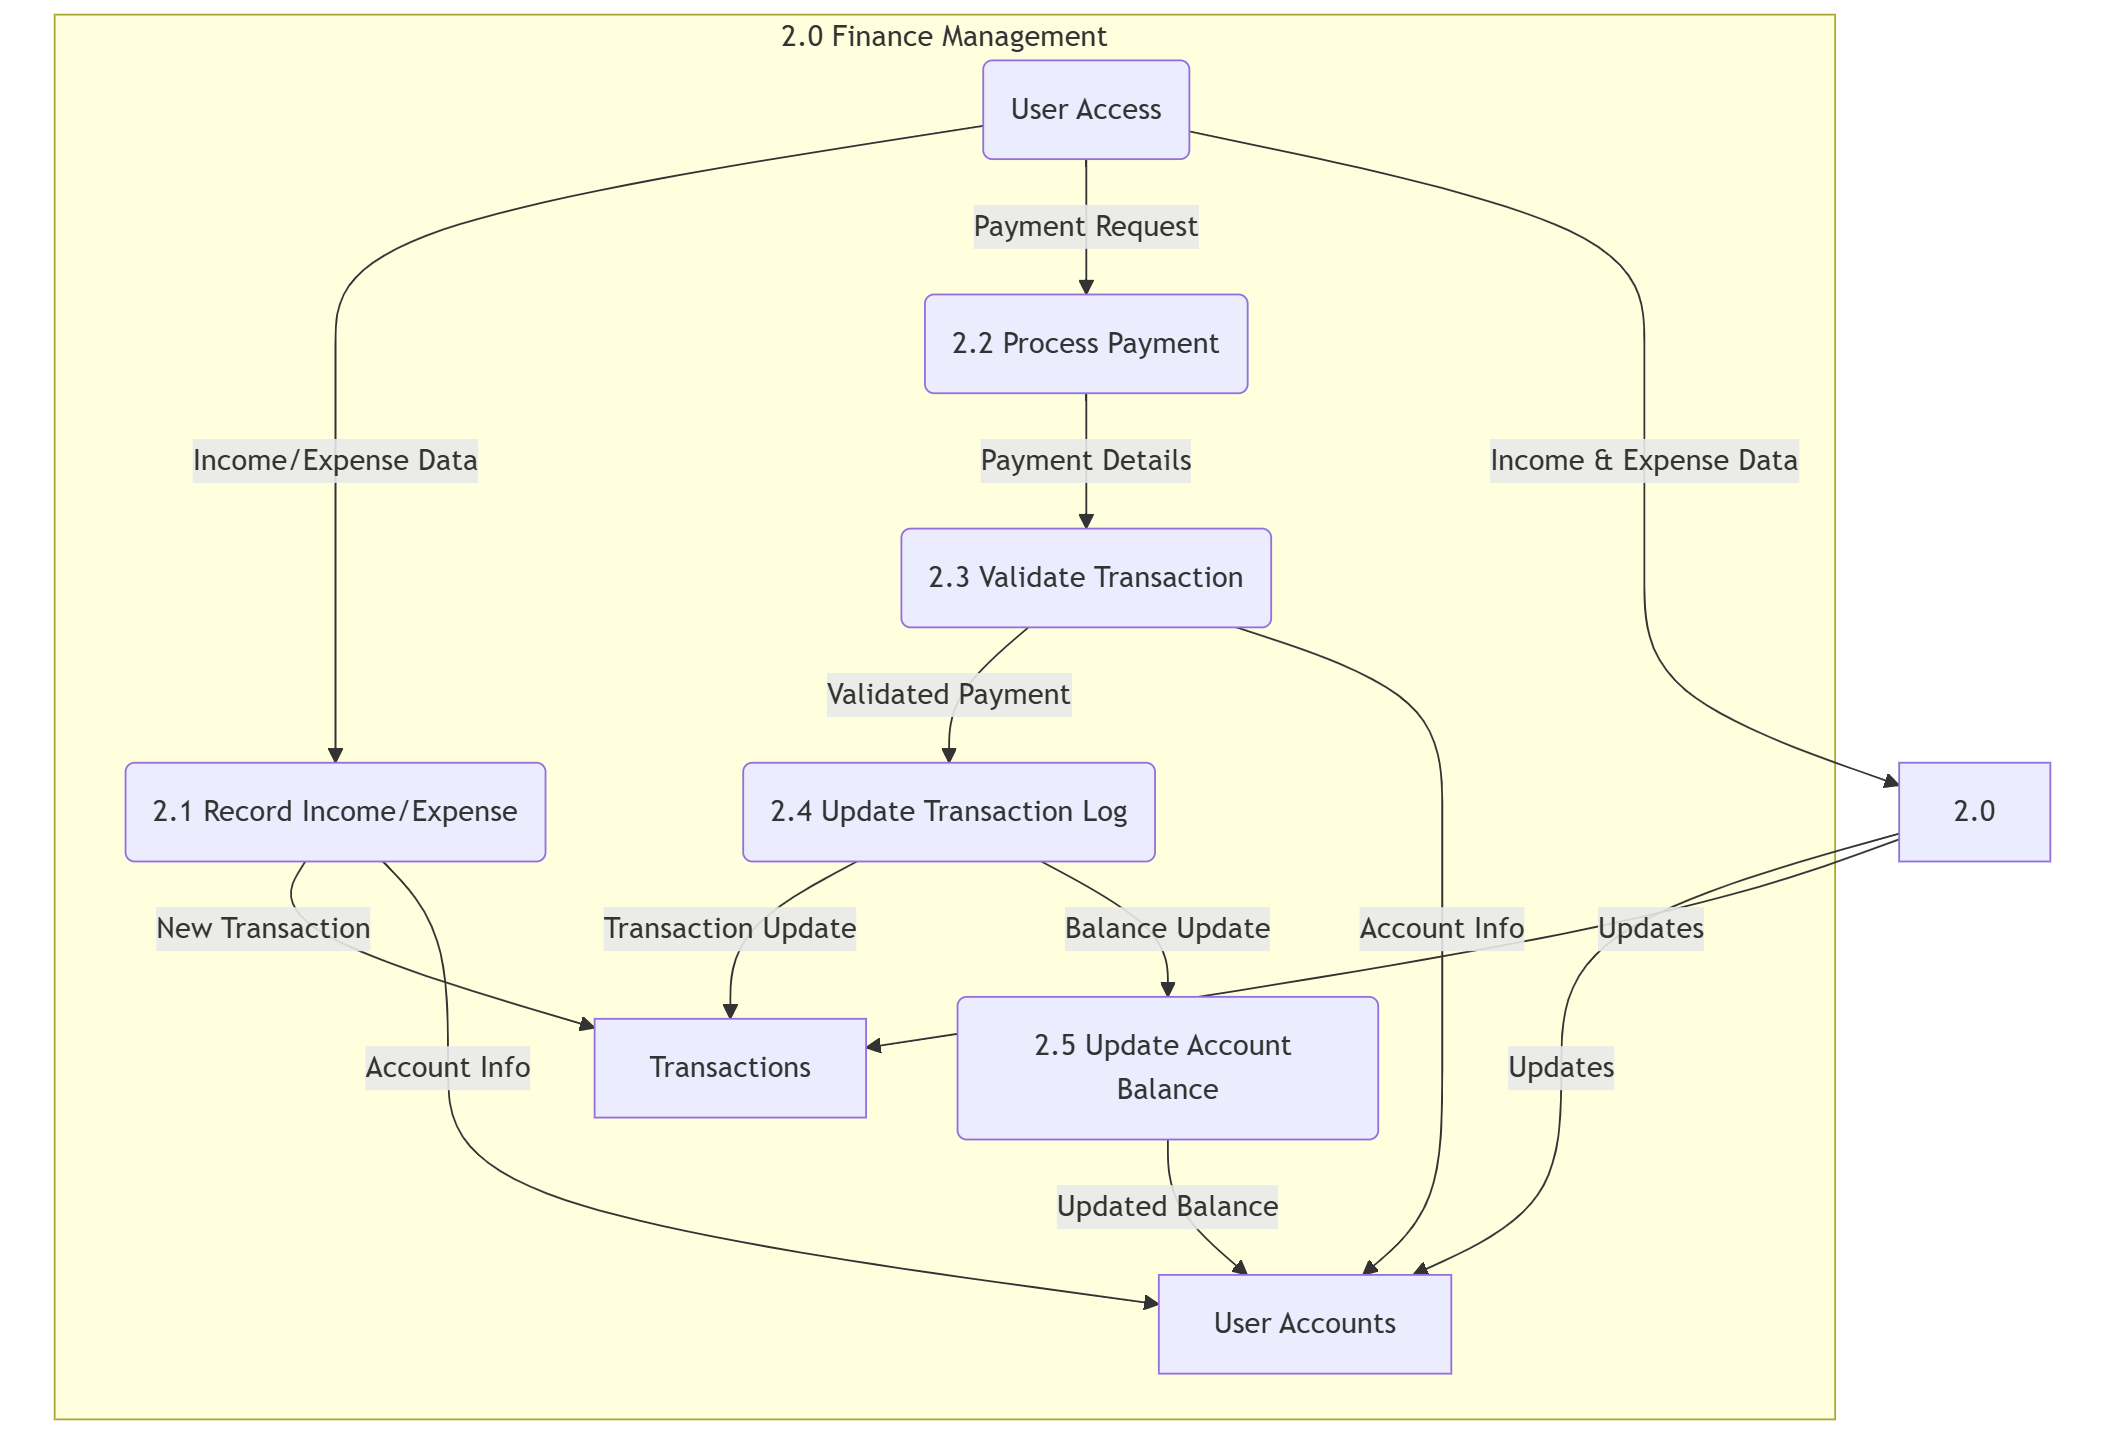 2.0 Finance Management
User Access
Payment Request
2.2 Process Payment
Income/Expense Data
Payment Details
Income & Expense Data
2.3 Validate Transaction
Validated Payment
2.1 Record Income/Expense
2.4 Update Transaction Log
2.0
New Transaction
Transaction Update
Balance Update
Account Info
Updates
Account Info
Transactions
2.5 Update Account
Balance
Updates
Updated Balance
User Accounts